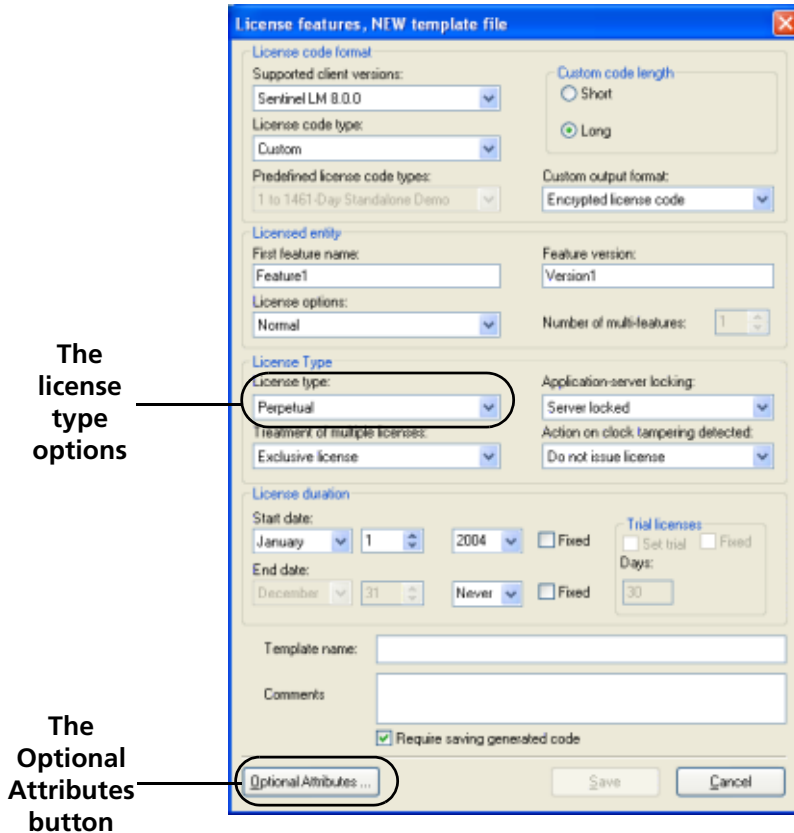 License features, NEW template file
License code format
Supported client versions:
Sentinel LM 8.0.0
Custom code length
Short
Long
License code type:
Custom
Predefined license code types:
1 to 1461-Day Standalone Demo
Custom output format:
Encrypted license code
Licensed entity
First feature name:
Feature1
Feature version:
Version1
License options:
Normal
Number of multi-features:
1
The
license
type
options
License Type
License type:
Perpetual
Application-server locking:
Server locked
Treatment of multiple licenses:
Exclusive license
Action on clock tampering detected:
Do not issue license
License duration
Start date:
January 1 2004 Fixed
Trial licenses
Set trial Fixed
End date:
December 31 Never Fixed
Days:
30
Template name:
Comments
Require saving generated code
The
Optional
Attributes
button
Optional Attributes ...
Save
Cancel